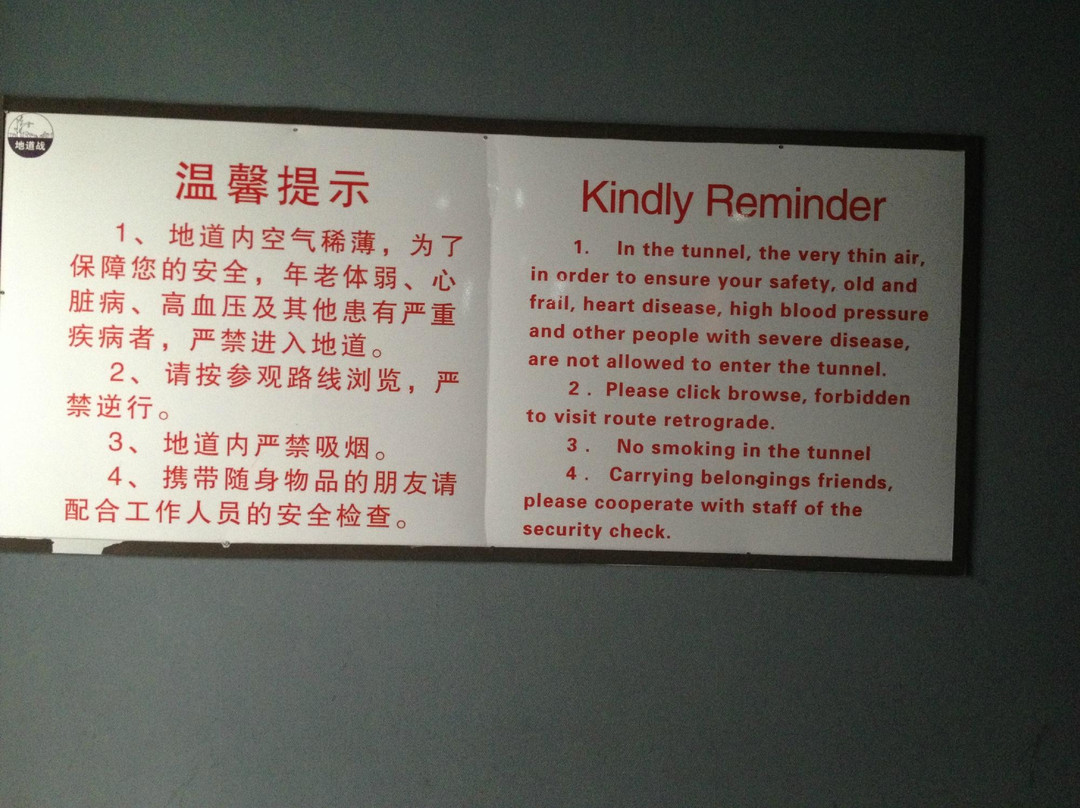 地道战
温馨提示
1、地道内空气稀薄，为了
保障您的安全，年老体弱、心
脏病、高血压及其他患有严重
疾病者，严禁进入地道。
2、请按参观路线浏览，严
禁逆行。
3、地道内严禁吸烟。
4、携带随身物品的朋友请
配合工作人员的安全检查。
Kindly Reminder
1. In the tunnel, the very thin air,
in order to ensure your safety, old and
frail, heart disease, high blood pressure
and other people with severe disease,
are not allowed to enter the tunnel.
2 . Please click browse, forbidden
to visit route retrograde.
3 . No smoking in the tunnel
4 . Carrying belongings friends,
please cooperate with staff of the
security check.